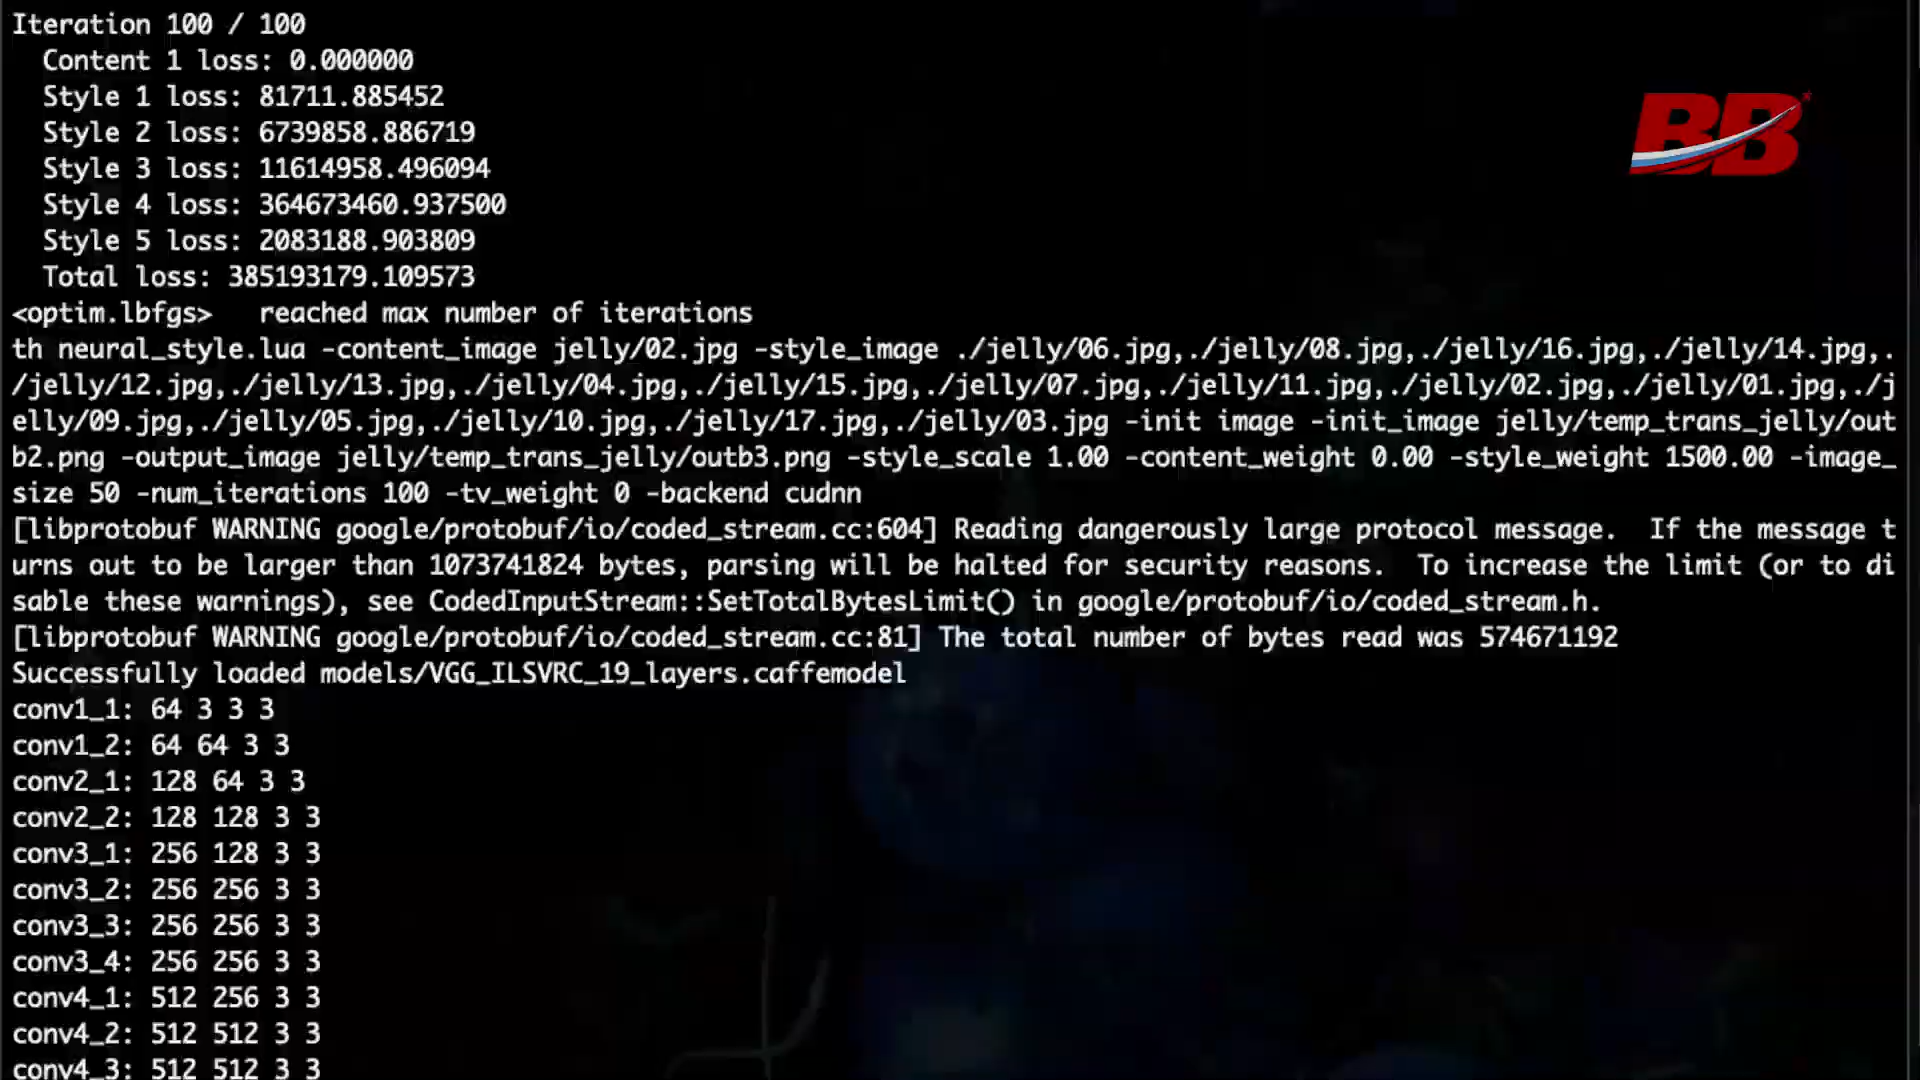 Iteration 100 / 100
Content 1 loss: 0.000000
Style 1 loss: 81711.885452
Style 2 loss: 6739858.886719
Style 3 loss: 11614958.496094
Style 4 loss: 364673460.937500
Style 5 loss: 2083188.903809
Total loss: 385193179.109573
<optim.lbfgs>   reached max number of iterations
th neural_style.lua -content_image jelly/02.jpg -style_image ./jelly/06.jpg,./jelly/08.jpg,./jelly/16.jpg,./jelly/14.jpg,.
/jelly/12.jpg,./jelly/13.jpg,./jelly/04.jpg,./jelly/15.jpg,./jelly/07.jpg,./jelly/11.jpg,./jelly/02.jpg,./jelly/01.jpg,./j
elly/09.jpg,./jelly/05.jpg,./jelly/10.jpg,./jelly/17.jpg,./jelly/03.jpg -init image -init_image jelly/temp_trans_jelly/out
b2.png -output_image jelly/temp_trans_jelly/outb3.png -style_scale 1.00 -content_weight 0.00 -style_weight 1500.00 -image_
size 50 -num_iterations 100 -tv_weight 0 -backend cudnn
[libprotobuf WARNING google/protobuf/io/coded_stream.cc:604] Reading dangerously large protocol message.  If the message t
urns out to be larger than 1073741824 bytes, parsing will be halted for security reasons.  To increase the limit (or to di
sable these warnings), see CodedInputStream::SetTotalBytesLimit() in google/protobuf/io/coded_stream.h.
[libprotobuf WARNING google/protobuf/io/coded_stream.cc:81] The total number of bytes read was 574671192
Successfully loaded models/VGG_ILSVRC_19_layers.caffemodel
conv1_1: 64 3 3 3
conv1_2: 64 64 3 3
conv2_1: 128 64 3 3
conv2_2: 128 128 3 3
conv3_1: 256 128 3 3
conv3_2: 256 256 3 3
conv3_3: 256 256 3 3
conv3_4: 256 256 3 3
conv4_1: 512 256 3 3
conv4_2: 512 512 3 3
conv4_3: 512 512 3 3
BB*